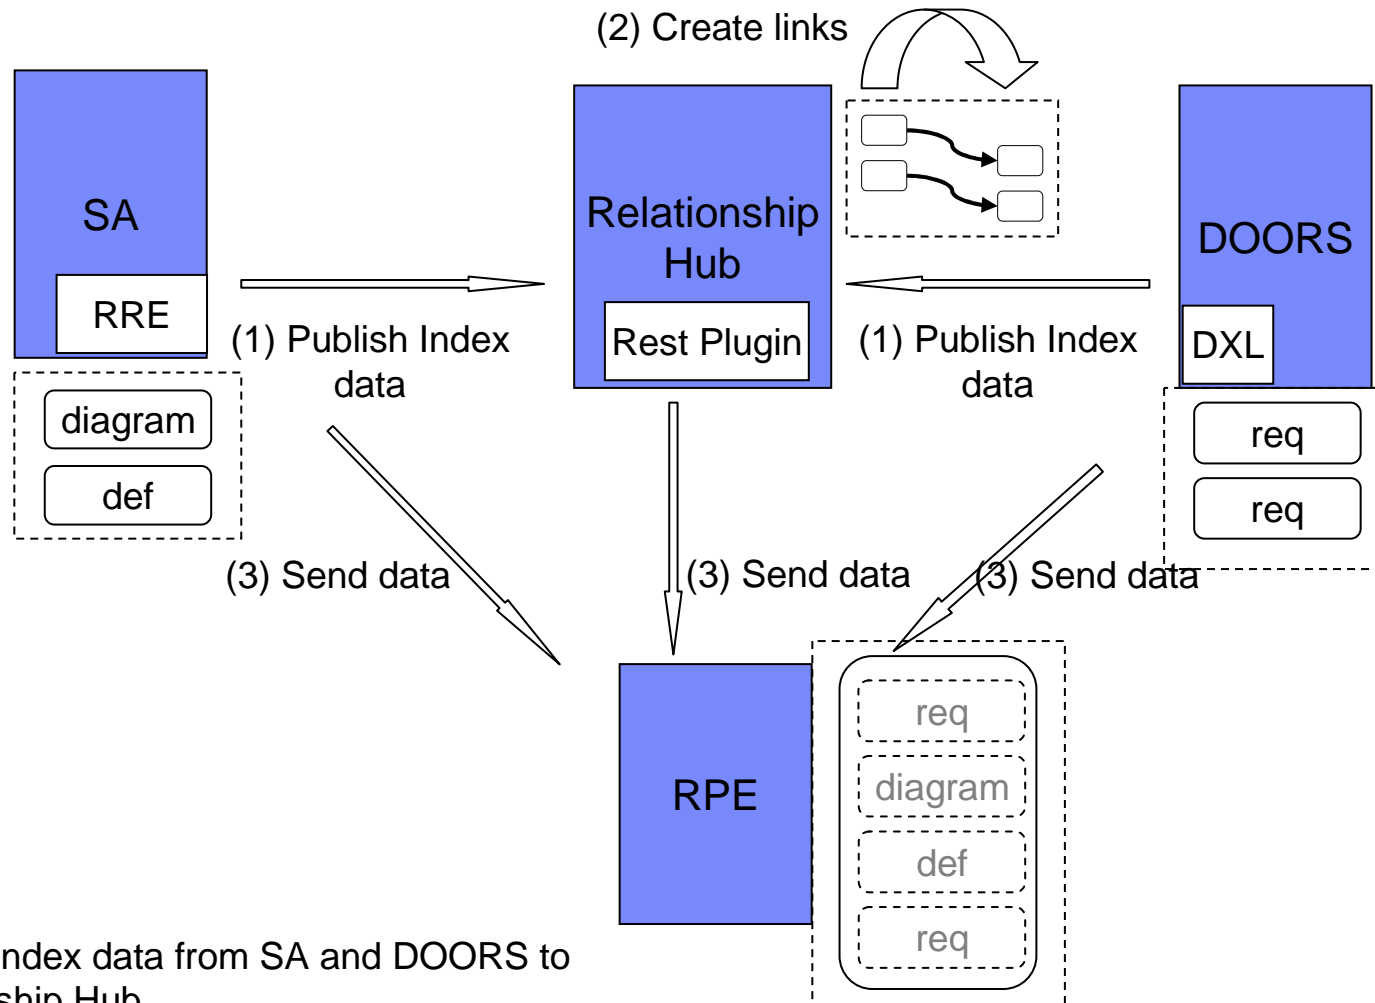 (2) Create links
SA
RRE
Relationship
Hub
Rest Plugin
DOORS
DXL
(1) Publish Index
data
(1) Publish Index
data
diagram
def
req
req
(3) Send data
(3) Send data
(3) Send data
RPE
req
diagram
def
req
data from SA and DOORS to
Hub